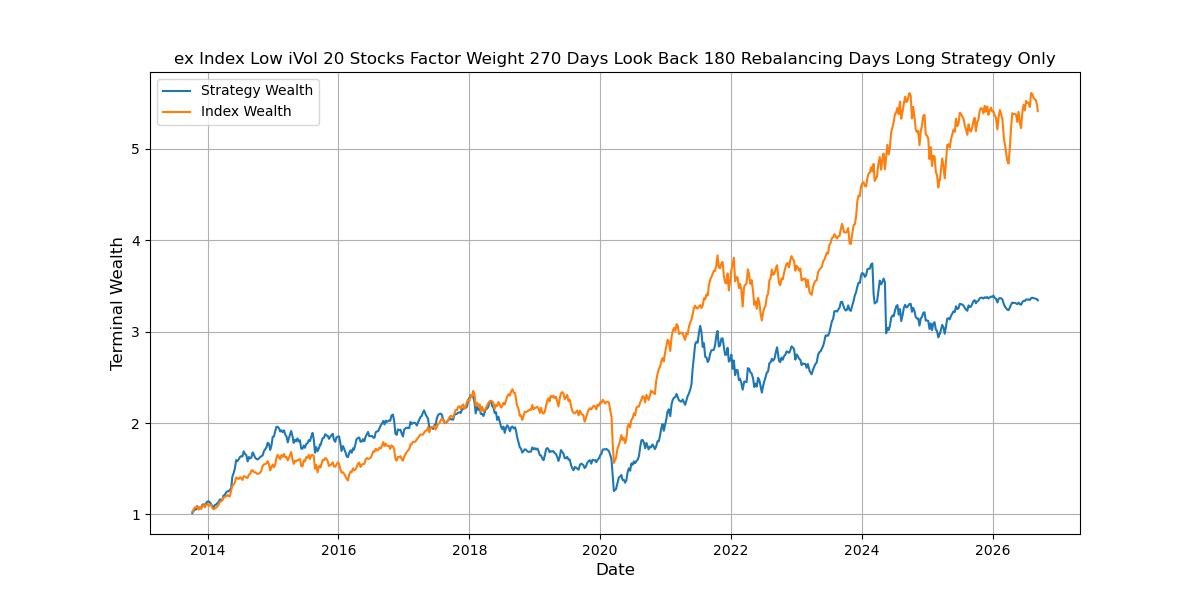 ex Index Low iVol 20 Stocks Factor Weight 270 Days Look Back 180 Rebalancing Days Long Strategy Only
Strategy Wealth
Index Wealth
Terminal Wealth
5
4
3
2
1
2014 2016 2018 2020 2022 2024 2026
Date